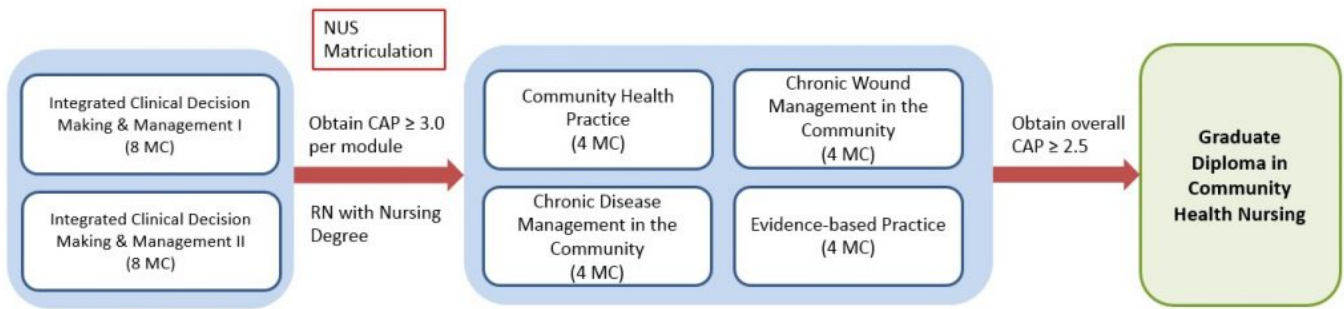 Integrated Clinical Decision
Making & Management I
(8 MC)
Integrated Clinical Decision
Making & Management II
(8 MC)
NUS
Matriculation
Obtain CAP ≥ 3.0
per module
RN with Nursing
Degree
Community Health
Practice
(4 MC)
Chronic Wound
Management in the
Community
(4 MC)
Chronic Disease
Management in the
Community
(4 MC)
Evidence-based Practice
(4 MC)
Obtain overall
CAP ≥ 2.5
Graduate
Diploma in
Community
Health Nursing